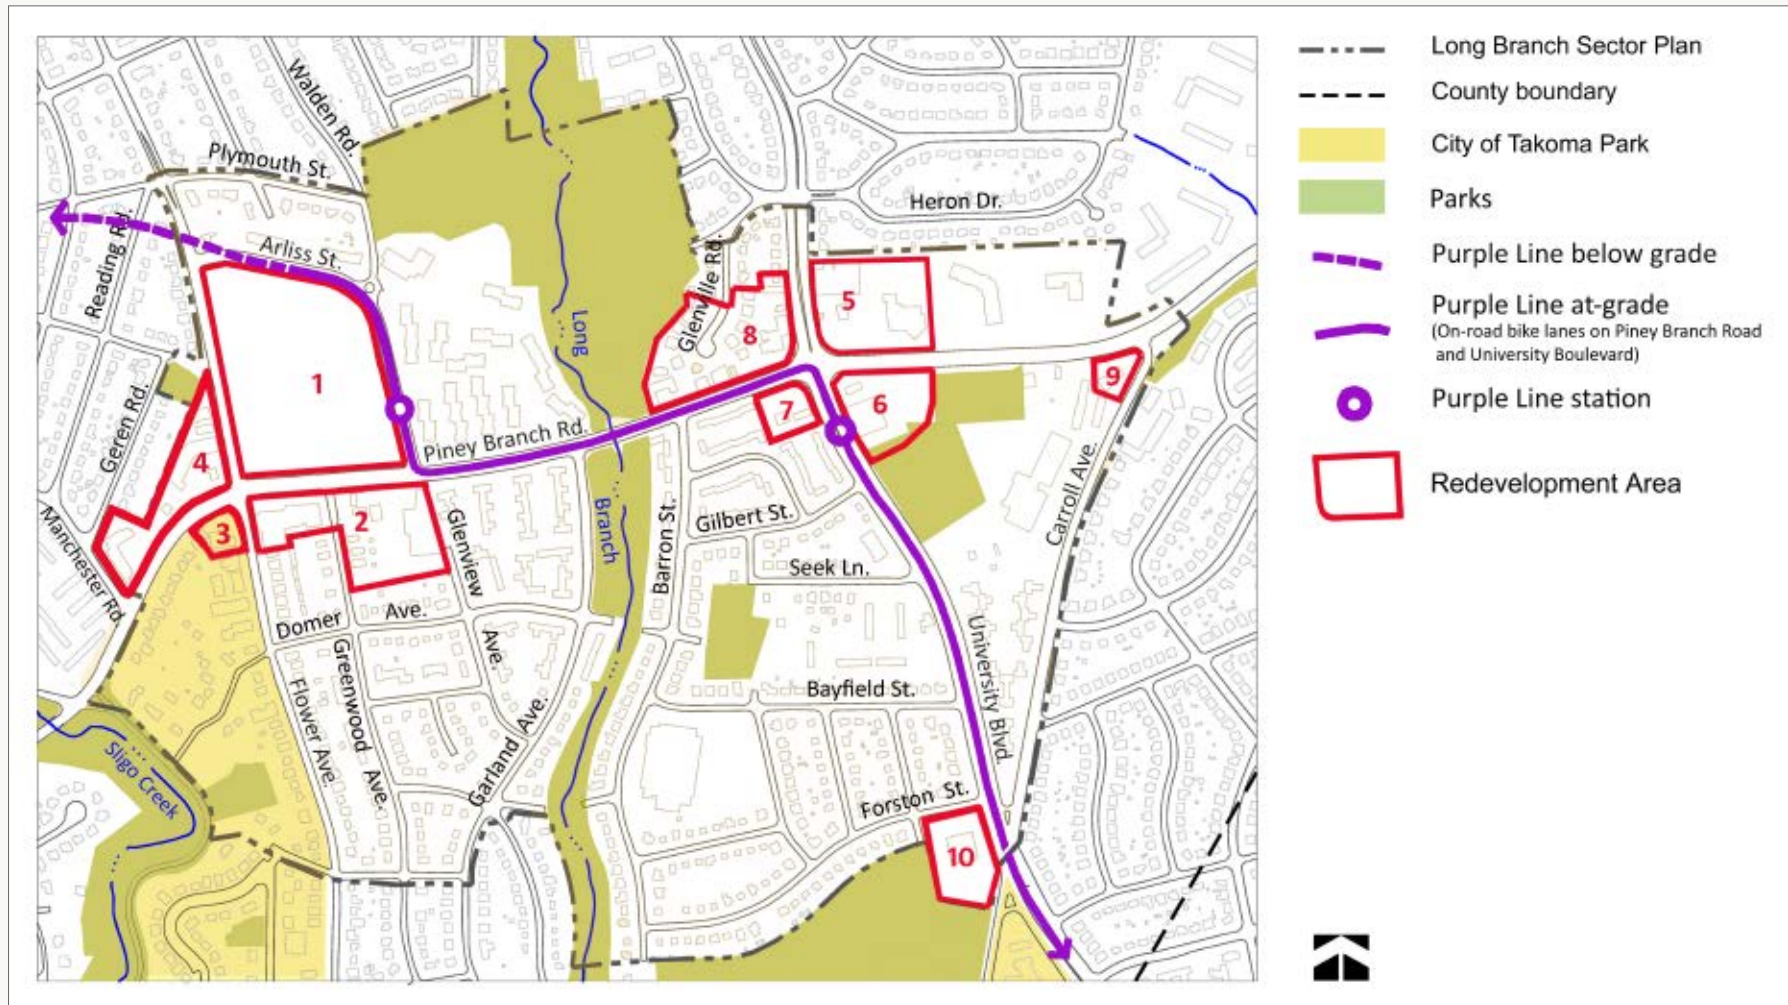 Long Branch Sector Plan
County boundary
City of Takoma Park
Parks
Purple Line below grade
Purple Line at-grade
(On-road bike lanes on Piney Branch Road
and University Boulevard)
Purple Line station
Redevelopment Area
Walden Rd.
Plymouth St.
Heron Dr.
Reading Rd.
Arliss St.
Glenville Rd.
Long
Branch
1
2
3
4
5
6
7
8
9
10
Geren Rd.
Piney Branch Rd.
Manchester Rd.
Glenview
Ave.
Barron St.
Gilbert St.
Seek Ln.
Carroll Ave.
Domer
Ave.
Greenwood
Ave.
Flower Ave.
Garland Ave.
Bayfield St.
University Blvd.
Forston St.
Sligo Creek